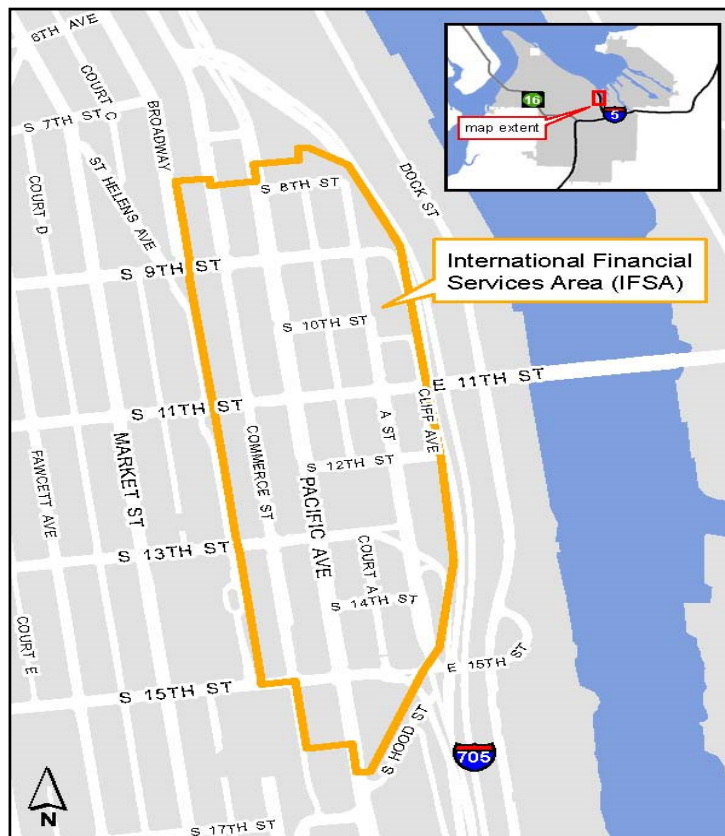 6TH AVE
COURT C
S 7TH ST
BROADWAY
ST HELENS AVE
COURT D
S 8TH ST
DOCK ST
16
5
map extent
International Financial
Services Area (IFSA)
S 9TH ST
S 10TH ST
E 11TH ST
S 11TH ST
CLIFF AVE
A ST
FAWCETT AVE
MARKET ST
COMMERCE ST
S 12TH ST
PACIFIC AVE
S 13TH ST
COURT A
S 14TH ST
COURT E
E 15TH ST
S 15TH ST
S HOOD ST
705
N
S 17TH ST